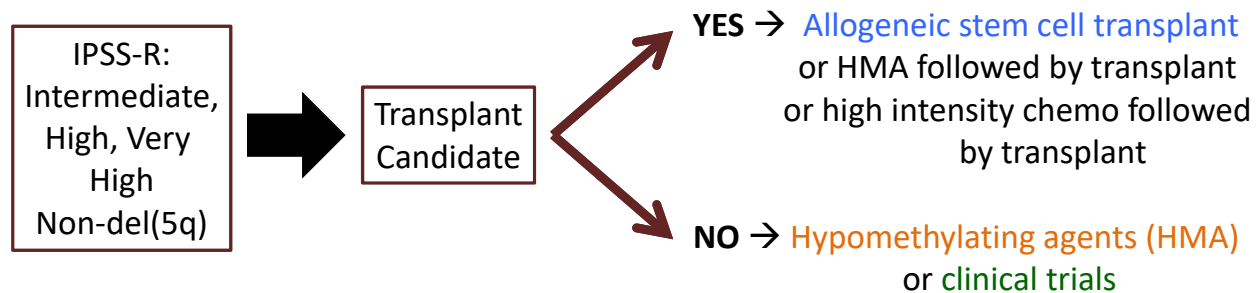 IPSS-R:
Intermediate,
High, Very
High
Non-del(5q)
Transplant
Candidate
YES → Allogeneic stem cell transplant
or HMA followed by transplant
or high intensity chemo followed
by transplant
NO → Hypomethylating agents (HMA)
or clinical trials